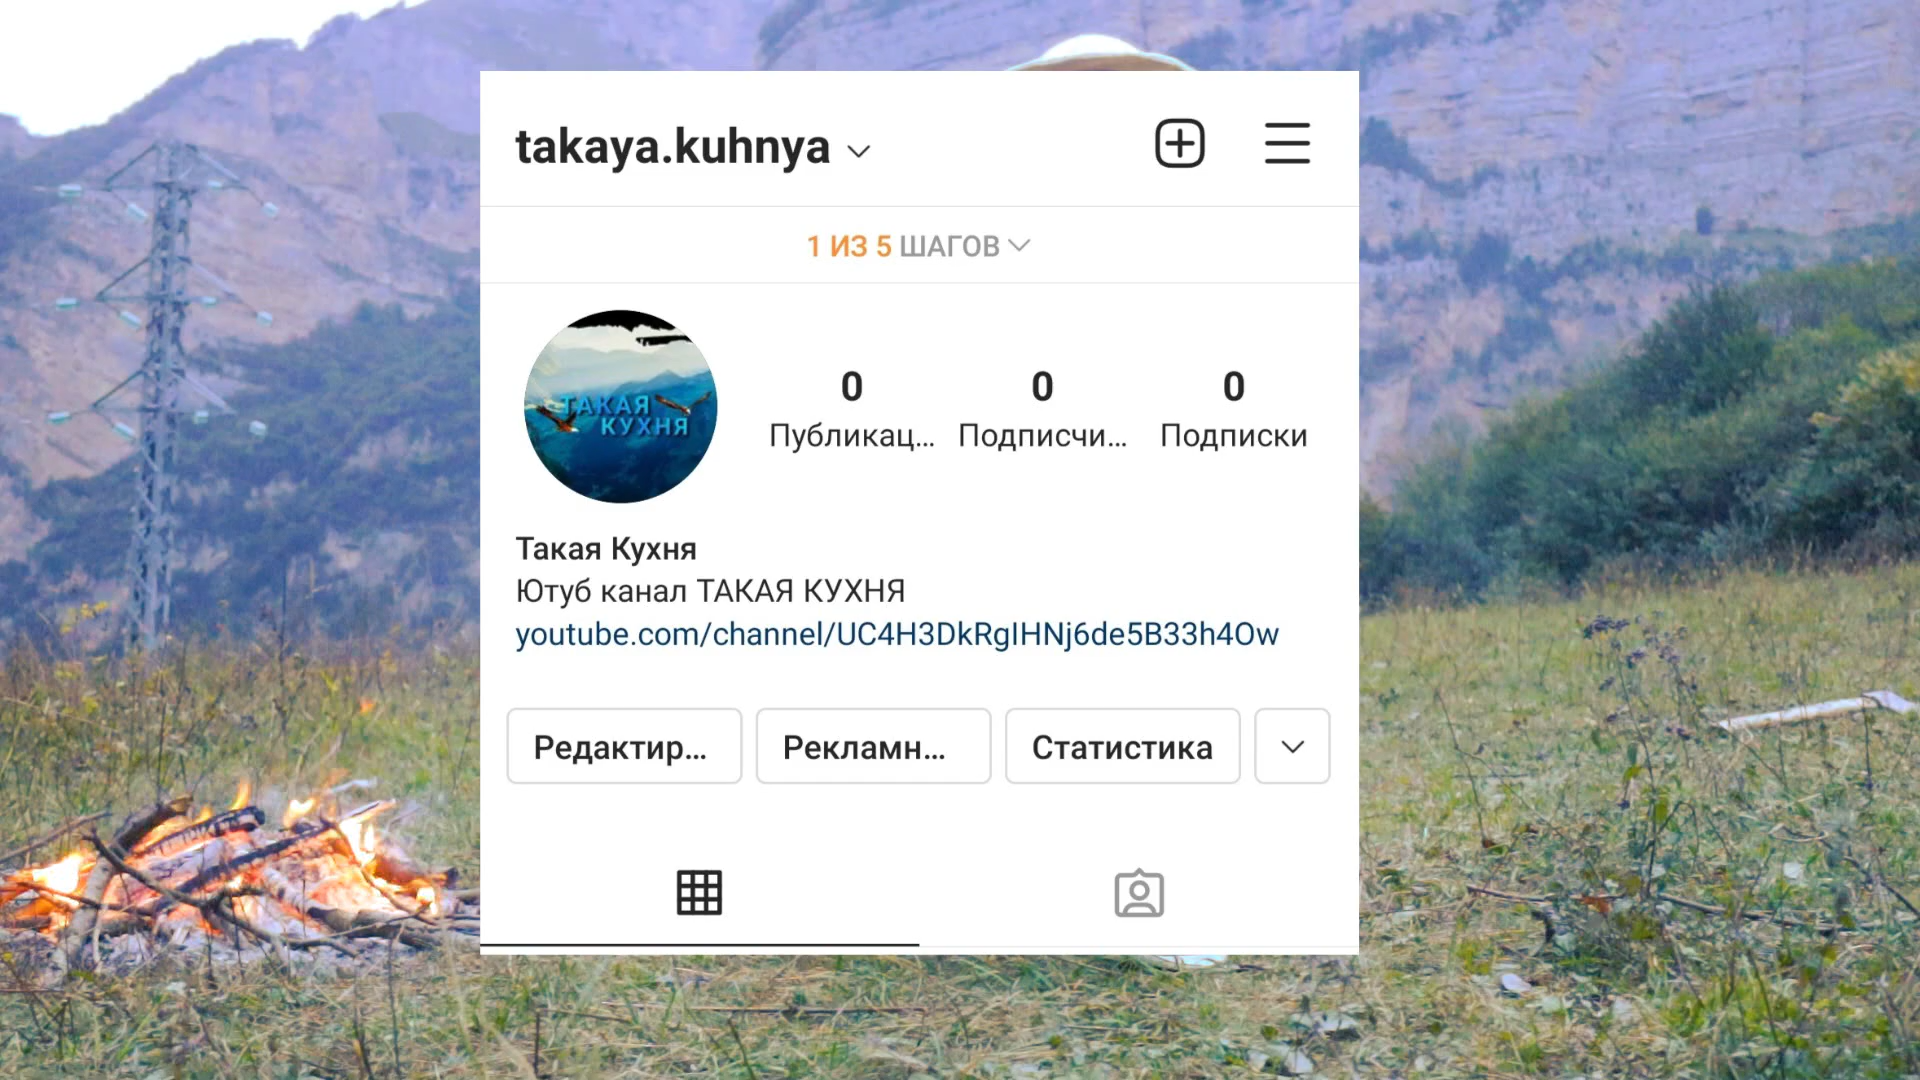 takaya.kuhnya
1 ИЗ 5 ШАГОВ
ТАКАЯ
КУХНЯ
0 0 0
Публикац... Подписчи... Подписки
Такая Кухня
Ютуб канал ТАКАЯ КУХНЯ
youtube.com/channel/UC4H3DkRgIHNj6de5B33h4Ow
Редактир... Рекламн... Статистика